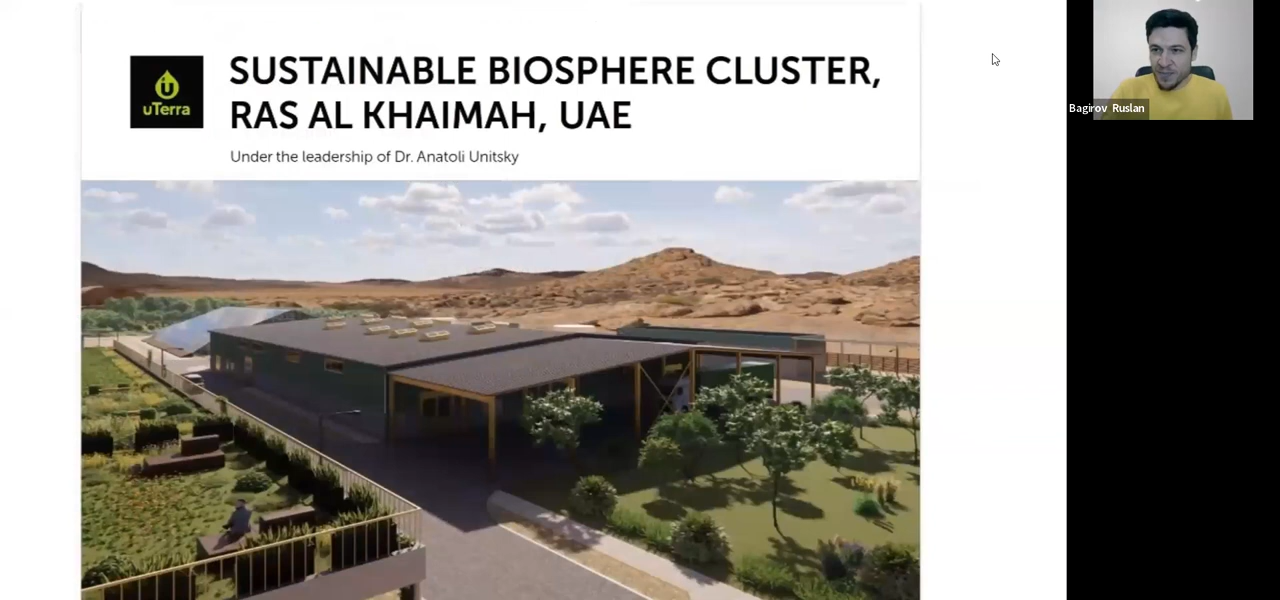 uTerra
SUSTAINABLE BIOSPHERE CLUSTER,
RAS AL KHAIMAH, UAE
Under the leadership of Dr. Anatoli Unitsky
Bagirov Ruslan